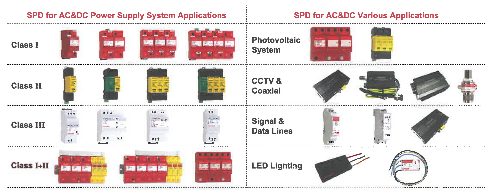 SPD for AC&DC Power Supply System Applications
SPD for AC&DC Various Applications
Class I
Class II
Class III
Class I+II
Photovoltaic
System
CCTV &
Coaxial
Signal &
Data Lines
LED Lighting